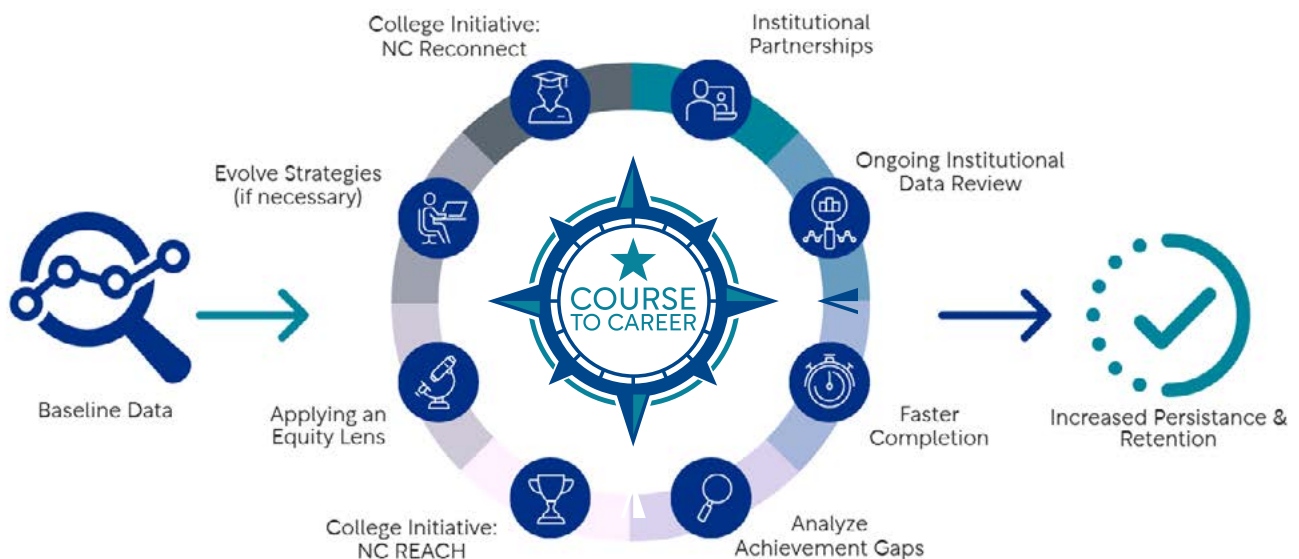 College Initiative:
NC Reconnect
Institutional
Partnerships
Evolve Strategies
(if necessary)
Ongoing Institutional
Data Review
COURSE
TO CAREER
Baseline Data
Applying an
Equity Lens
Faster
Completion
Increased Persistance &
Retention
College Initiative:
NC REACH
Analyze
Achievement Gaps